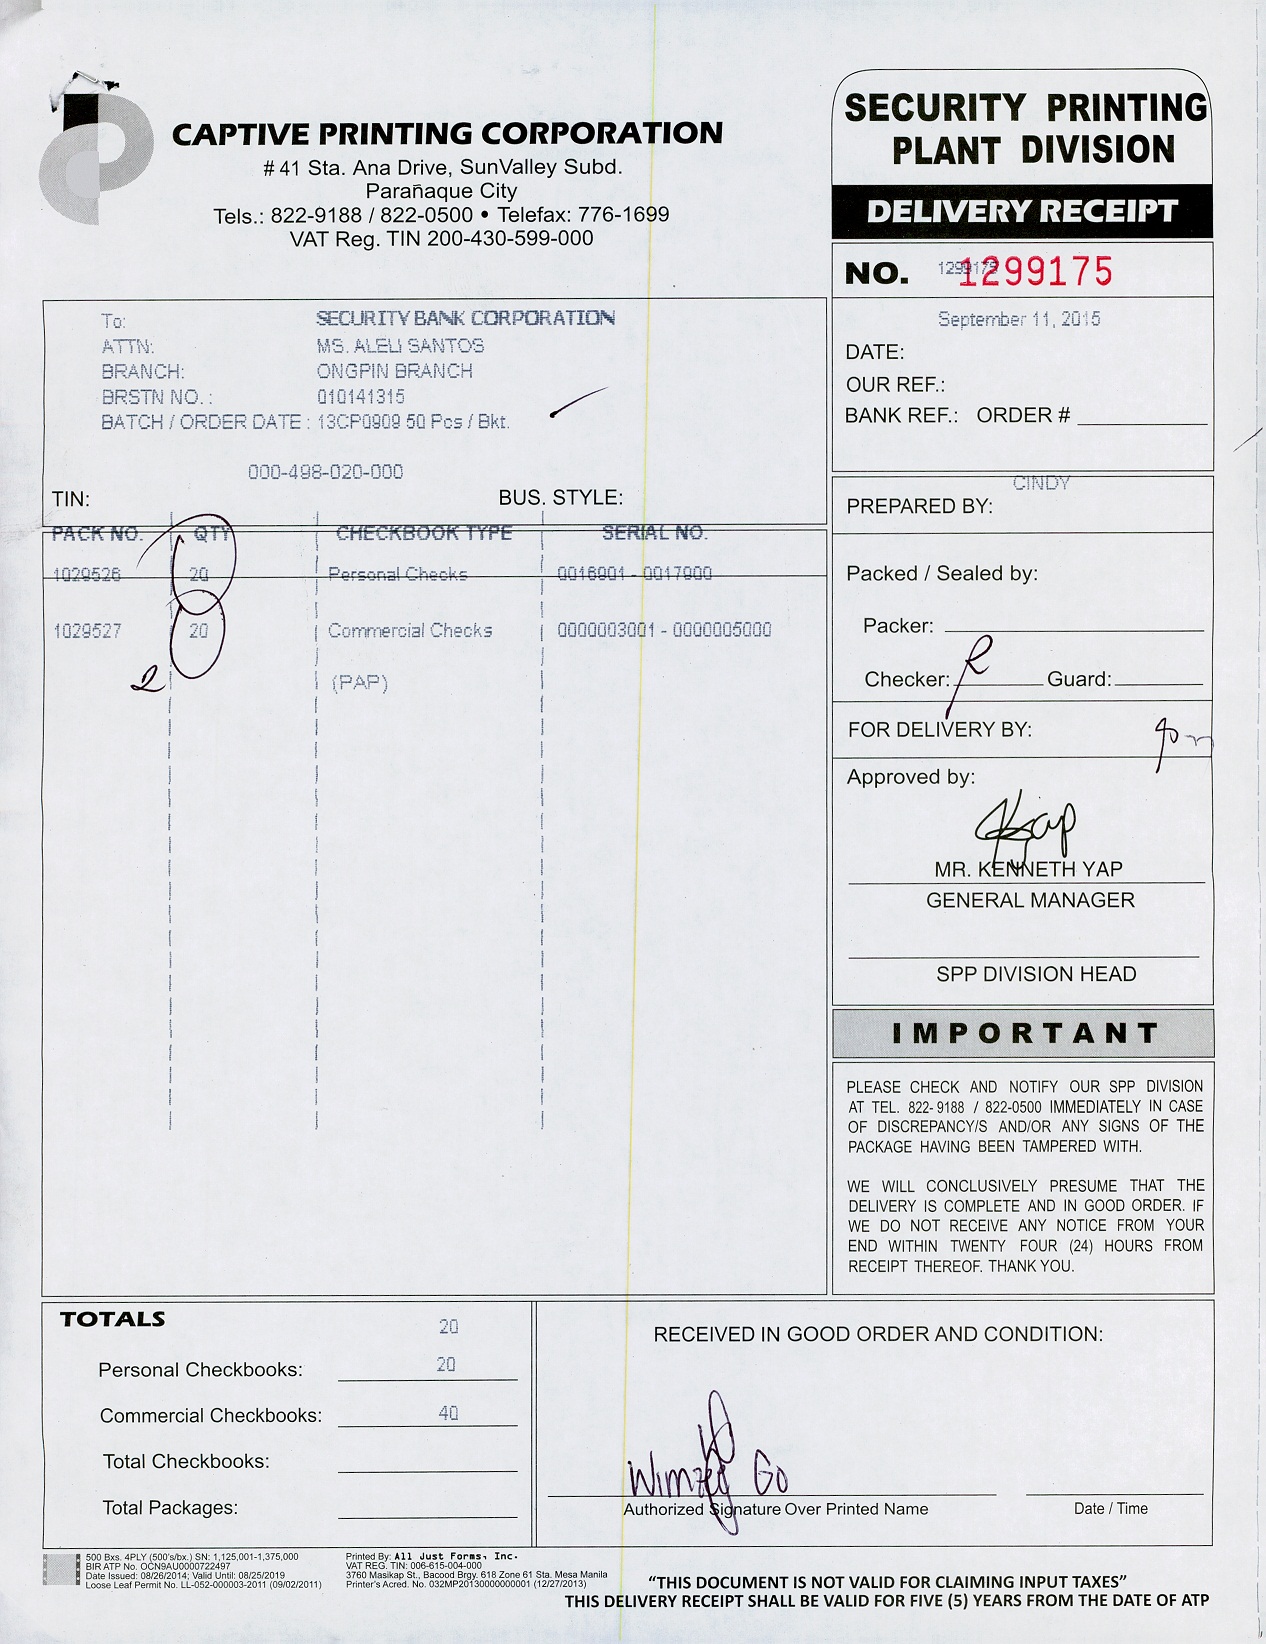 CAPTIVE PRINTING CORPORATION
# 41 Sta. Ana Drive, SunValley Subd.
Parañaque City
Tels.: 822-9188 / 822-0500 • Telefax: 776-1699
VAT Reg. TIN 200-430-599-000
SECURITY PRINTING
PLANT DIVISION
DELIVERY RECEIPT
NO. 1299175 1299175
To: SECURITY BANK CORPORATION
ATTN: MS. ALELI SANTOS
BRANCH: ONGPIN BRANCH
BRSTN NO. : 010141315
BATCH / ORDER DATE : 13CP0909 50 Pcs / Bkt.
000-498-020-000
TIN: BUS. STYLE:
September 11, 2015
DATE:
OUR REF.:
BANK REF.: ORDER #
CINDY
PREPARED BY:
PACK NO. QTY CHECKBOOK TYPE SERIAL NO.
1029526 20 Personal Checks 0016901 - 0017900
1029527 20 Commercial Checks 0000003001 - 0000005000
2 (PAP)
Packed / Sealed by:
Packer:
Checker: Guard:
FOR DELIVERY BY:
Approved by:
MR. KENNETH YAP
GENERAL MANAGER
SPP DIVISION HEAD
IMPORTANT
PLEASE CHECK AND NOTIFY OUR SPP DIVISION
AT TEL. 822-9188 / 822-0500 IMMEDIATELY IN CASE
OF DISCREPANCY/S AND/OR ANY SIGNS OF THE
PACKAGE HAVING BEEN TAMPERED WITH.
WE WILL CONCLUSIVELY PRESUME THAT THE
DELIVERY IS COMPLETE AND IN GOOD ORDER. IF
WE DO NOT RECEIVE ANY NOTICE FROM YOUR
END WITHIN TWENTY FOUR (24) HOURS FROM
RECEIPT THEREOF. THANK YOU.
TOTALS
20
Personal Checkbooks: 20
Commercial Checkbooks: 40
Total Checkbooks:
Total Packages:
RECEIVED IN GOOD ORDER AND CONDITION:
Go
Authorized Signature Over Printed Name
Date / Time
500 Bxs. 4PLY (500's/bx.) SN: 1,125,001-1,375,000
BIR ATP No. OCN9AU0000722497
Date Issued: 08/26/2014; Valid Until: 08/25/2019
Loose Leaf Permit No. LL-052-000003-2011 (09/02/2011)
Printed By: All Just Forms, Inc.
VAT REG. TIN: 006-615-004-000
3760 Masikap St., Bacood Brgy. 618 Zone 61 Sta. Mesa Manila
Printer's Acred. No. 032MP20130000000001 (12/27/2013)
“THIS DOCUMENT IS NOT VALID FOR CLAIMING INPUT TAXES”
THIS DELIVERY RECEIPT SHALL BE VALID FOR FIVE (5) YEARS FROM THE DATE OF ATP